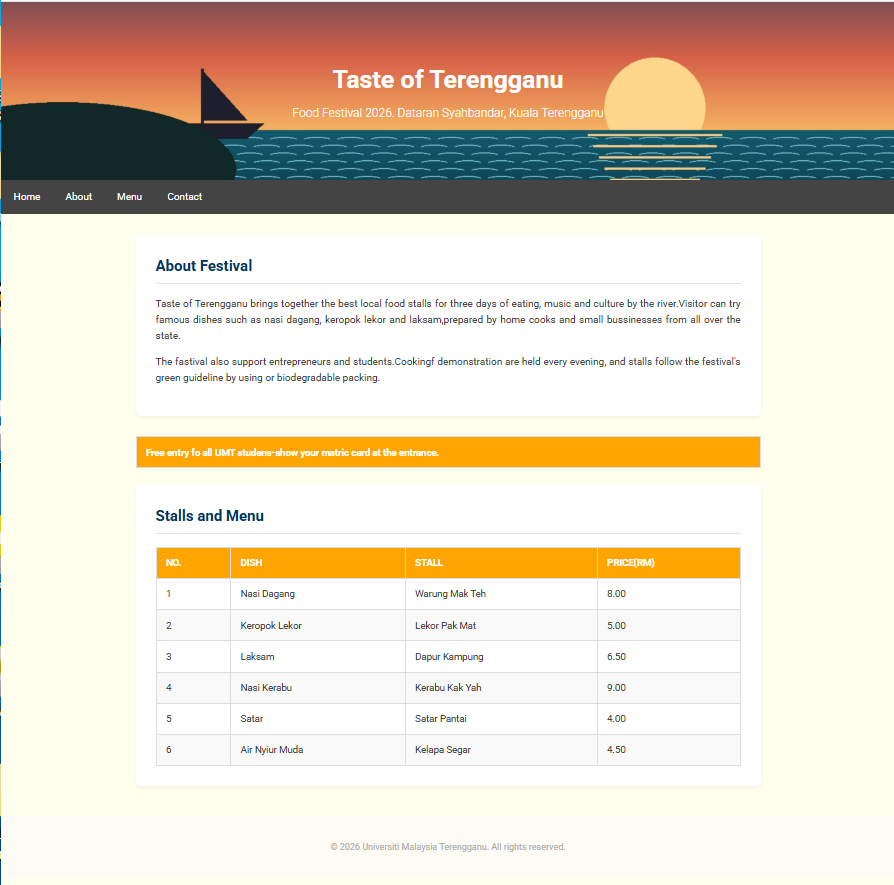 Taste of Terengganu
Food Festival 2026. Dataran Syahbandar, Kuala Terengganu
Home About Menu Contact
About Festival
Taste of Terengganu brings together the best local food stalls for three days of eating, music and culture by the river.Visitor can try
famous dishes such as nasi dagang, keropok lekor and laksam,prepared by home cooks and small bussinesses from all over the
state.
The fastival also support entrepreneurs and students.Cookingf demonstration are held every evening, and stalls follow the festival's
green guideline by using or biodegradable packing.
Free entry fo all UMT studens-show your matric card at the entrance.
Stalls and Menu
NO. DISH STALL PRICE(RM)
1 Nasi Dagang Warung Mak Teh 8.00
2 Keropok Lekor Lekor Pak Mat 5.00
3 Laksam Dapur Kampung 6.50
4 Nasi Kerabu Kerabu Kak Yah 9.00
5 Satar Satar Pantai 4.00
6 Air Nyiur Muda Kelapa Segar 4.50
© 2026 Universiti Malaysia Terengganu. All rights reserved.